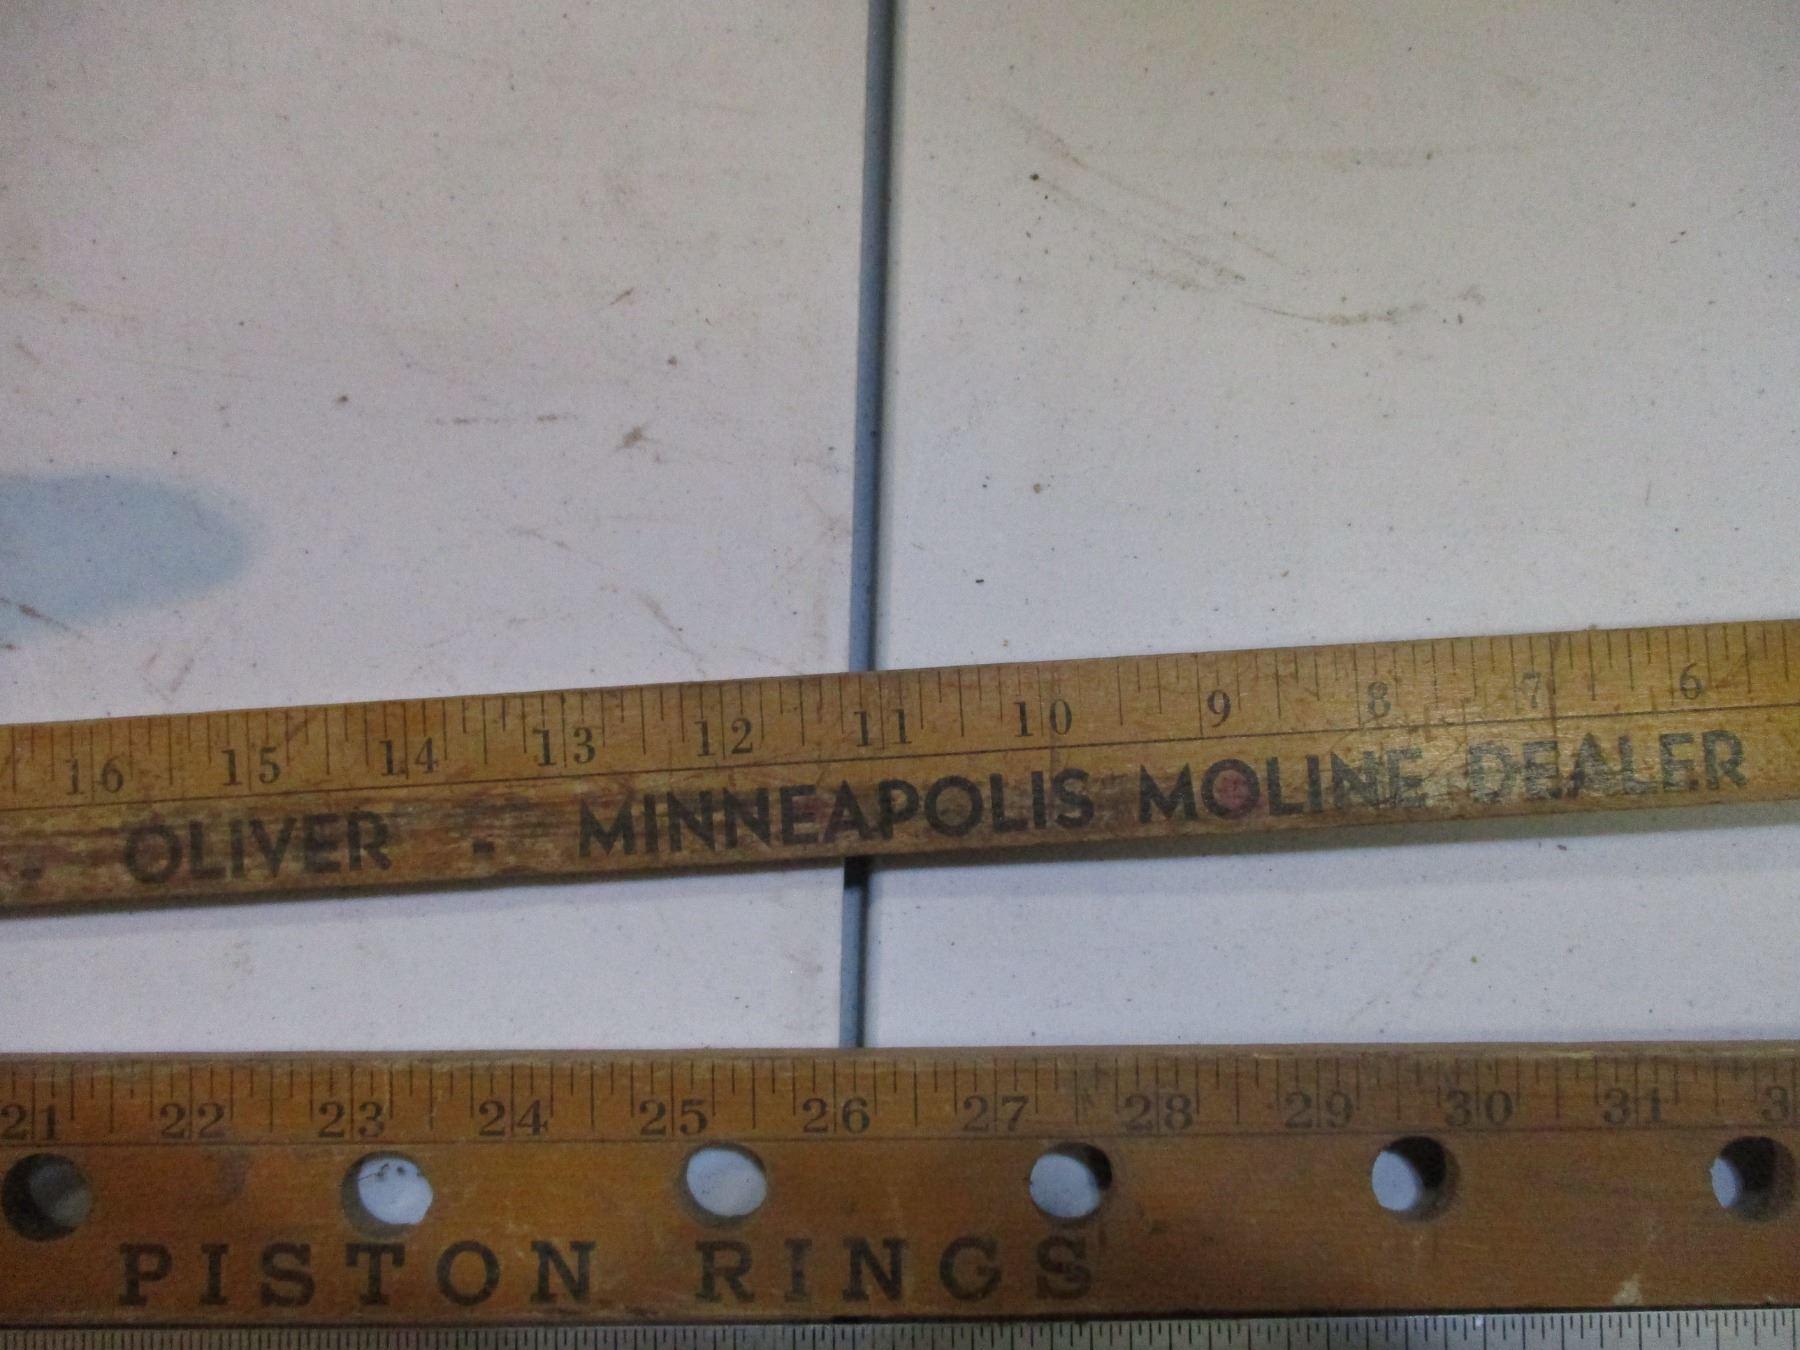 16 15 14 13 12 11 10 9 8 7 6
- OLIVER - MINNEAPOLIS MOLINE DEALER
21 22 23 24 25 26 27 28 29 30 31 3
PISTON RINGS